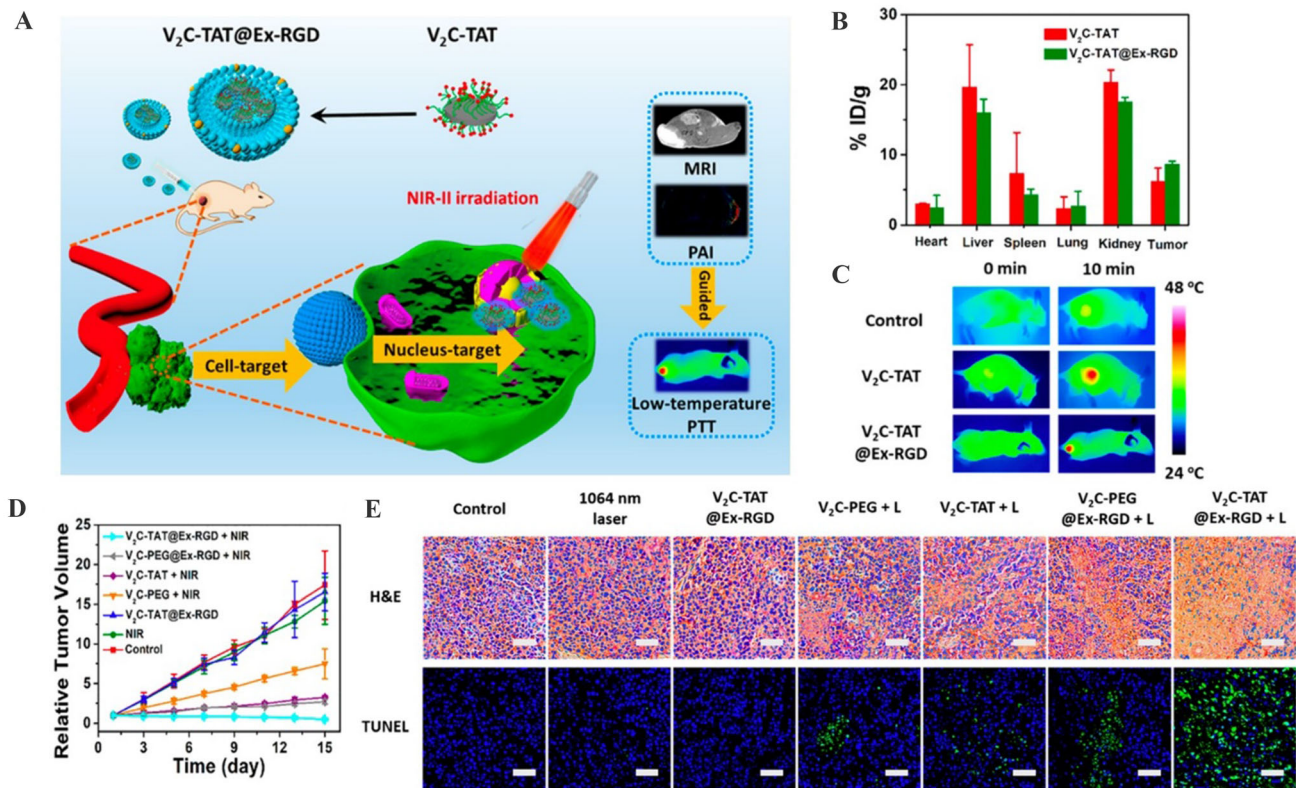 A
V₂C-TAT@Ex-RGD
V₂C-TAT
NIR-II irradiation
MRI
PAI
Guided
Cell-target
Nucleus-target
Low-temperature
PTT
B
30
20
10
0
% ID/g
V₂C-TAT
V₂C-TAT@Ex-RGD
Heart Liver Spleen Lung Kidney Tumor
C
0 min 10 min
Control
V₂C-TAT
V₂C-TAT
@Ex-RGD
48 °C
24 °C
D
Relative Tumor Volume
25
20
15
10
5
0
V₂C-TAT@Ex-RGD + NIR
V₂C-PEG@Ex-RGD + NIR
V₂C-TAT + NIR
V₂C-PEG + NIR
V₂C-TAT@Ex-RGD
NIR
Control
0 3 6 9 12 15
Time (day)
E
Control
1064 nm
laser
V₂C-TAT
@Ex-RGD
V₂C-PEG + L
V₂C-TAT + L
V₂C-PEG
@Ex-RGD + L
V₂C-TAT
@Ex-RGD + L
H&E
TUNEL